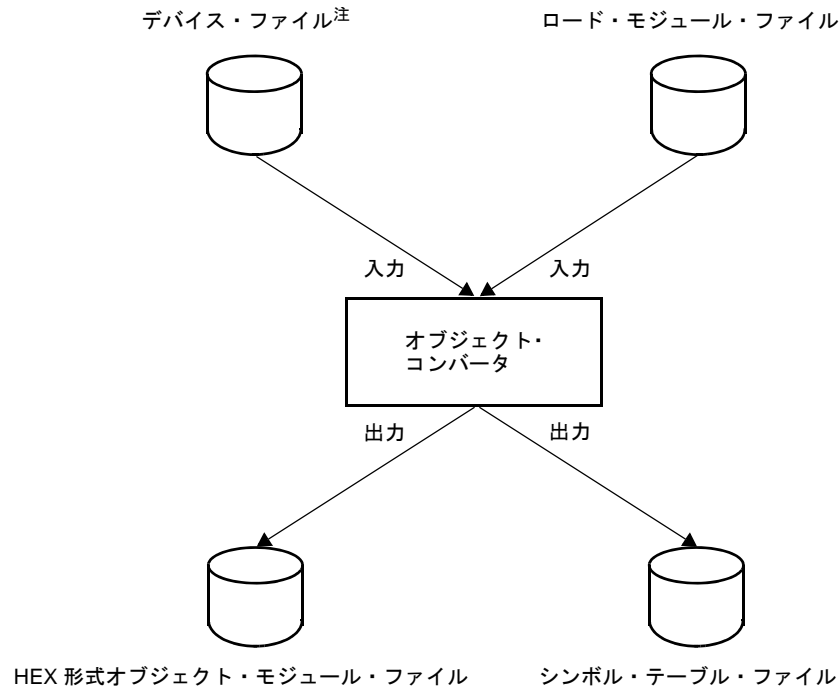 デバイス・ファイル注
ロード・モジュール・ファイル
入力
入力
オブジェクト・
コンバータ
出力
出力
HEX 形式オブジェクト・モジュール・ファイル
シンボル・テーブル・ファイル